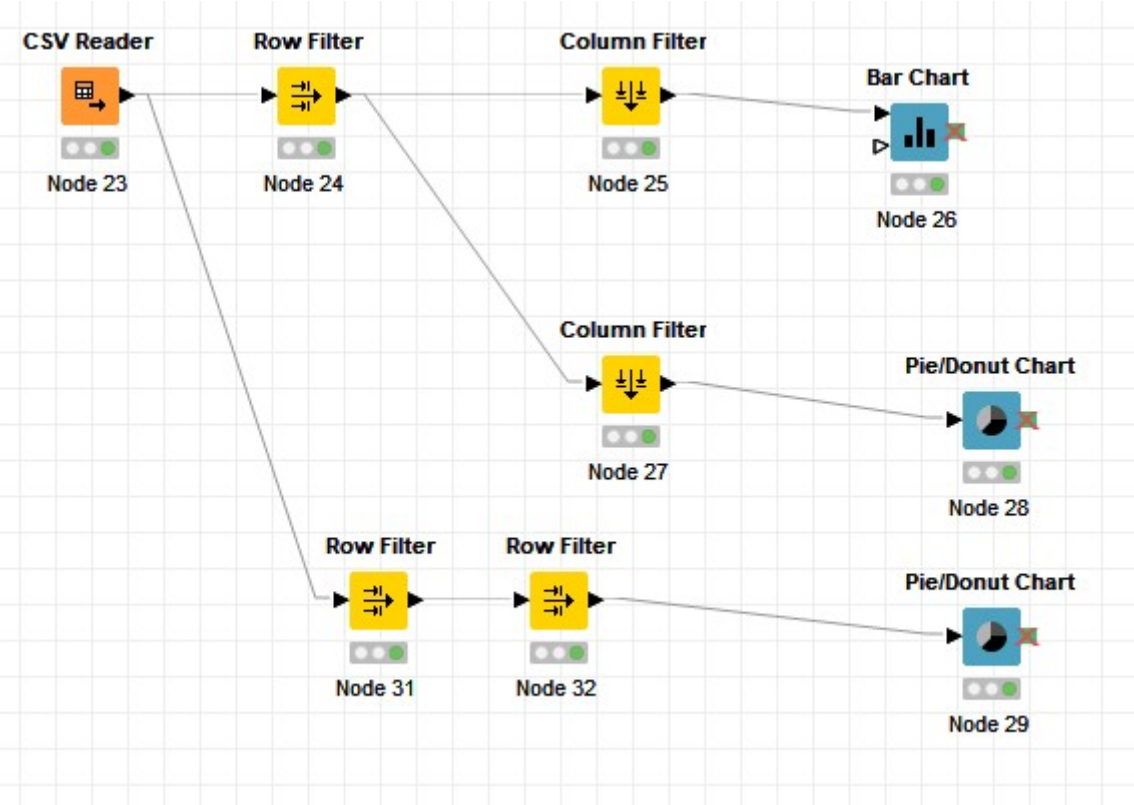 CSV Reader
Row Filter
Column Filter
Bar Chart
Node 23
Node 24
Node 25
Node 26
Column Filter
Pie/Donut Chart
Node 27
Node 28
Row Filter
Row Filter
Pie/Donut Chart
Node 31
Node 32
Node 29